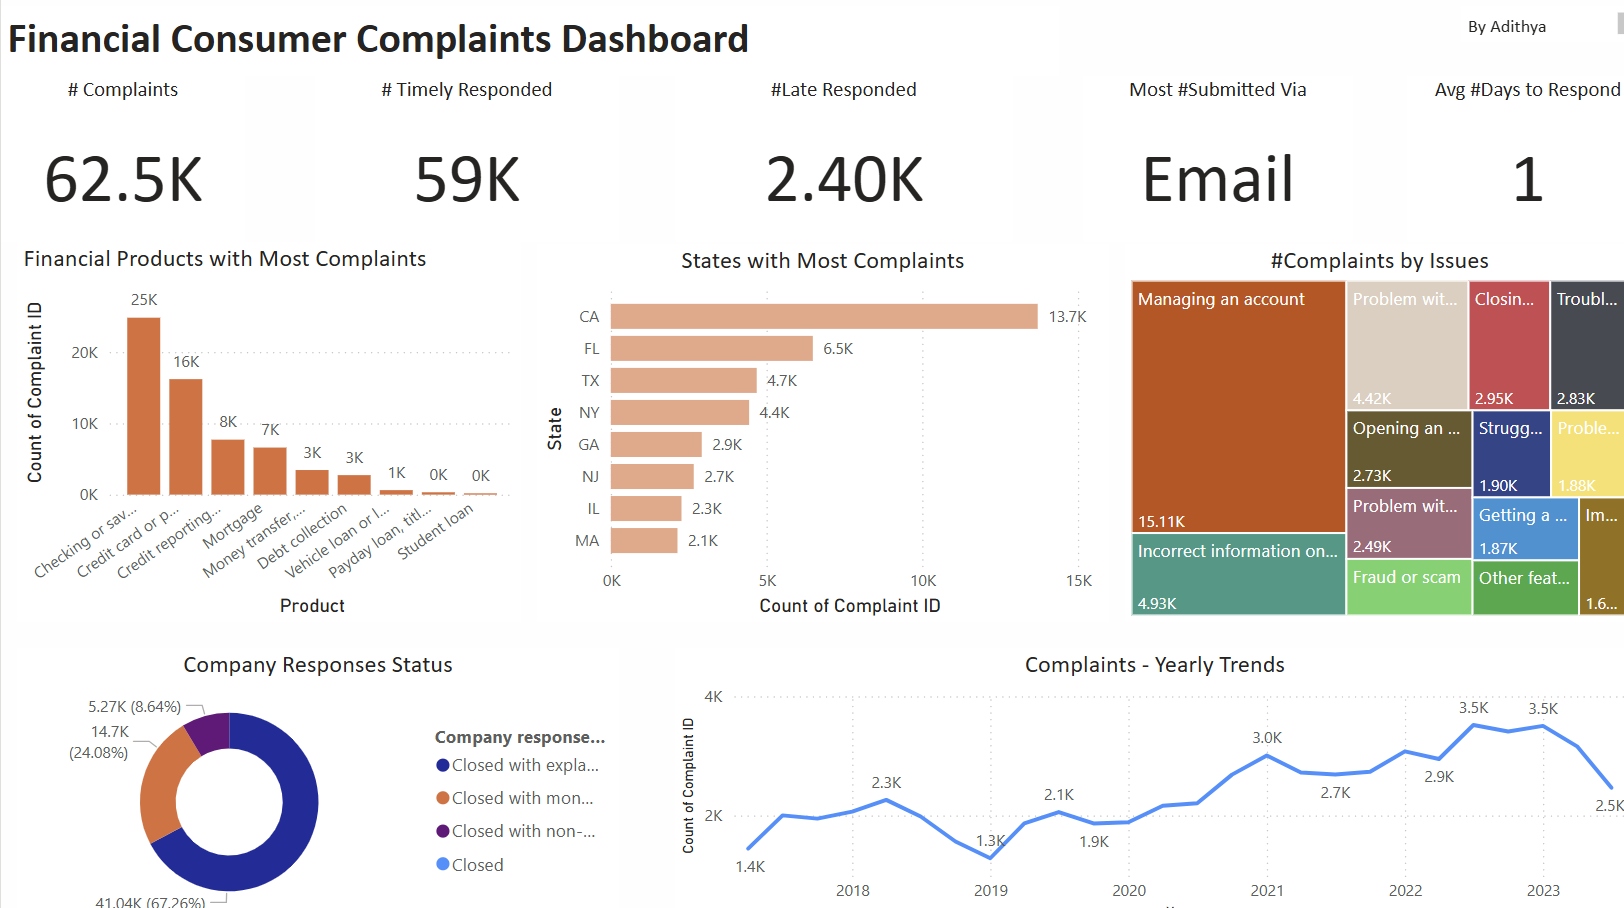 Financial Consumer Complaints Dashboard
By Adithya
# Complaints
# Timely Responded
#Late Responded
Most #Submitted Via
Avg #Days to Respond
62.5K
59K
2.40K
Email
1
Financial Products with Most Complaints
Count of Complaint ID
20K
10K
0K
25K
16K
8K
7K
3K
3K
1K
0K
0K
Checking or sav...
Credit card or p...
Credit reporting...
Mortgage
Money transfer,...
Debt collection
Vehicle loan or l...
Payday loan, titl...
Student loan
Product
States with Most Complaints
State
CA 13.7K
FL 6.5K
TX 4.7K
NY 4.4K
GA 2.9K
NJ 2.7K
IL 2.3K
MA 2.1K
0K 5K 10K 15K
Count of Complaint ID
#Complaints by Issues
Managing an account
15.11K
Incorrect information on...
4.93K
Problem wit...
4.42K
Closin...
2.95K
Troubl...
2.83K
Opening an ...
2.73K
Strugg...
1.90K
Proble...
1.88K
Problem wit...
2.49K
Getting a ...
1.87K
Im...
1.6...
Fraud or scam
Other feat...
Company Responses Status
5.27K (8.64%)
14.7K
(24.08%)
41.04K (67.26%)
Company response...
Closed with expla...
Closed with mon...
Closed with non-...
Closed
Complaints - Yearly Trends
Count of Complaint ID
4K
2K
1.4K
2.3K
1.3K
2.1K
1.9K
3.0K
2.7K
2.9K
3.5K
3.5K
2.5K
2018 2019 2020 2021 2022 2023